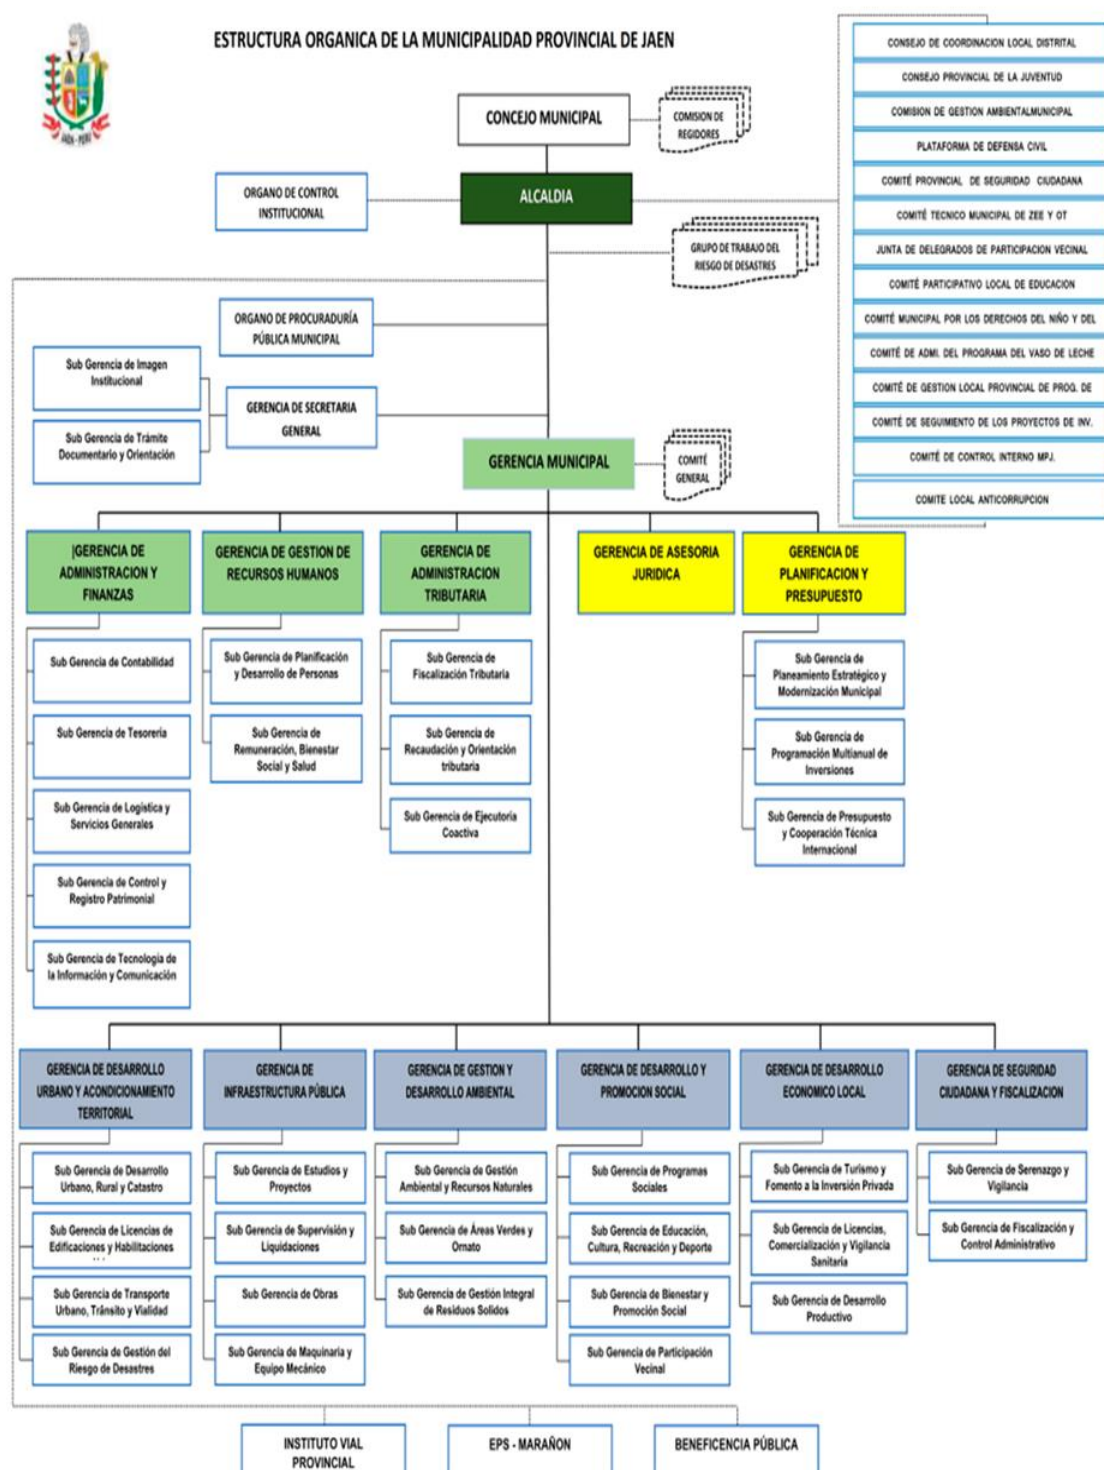 ESTRUCTURA ORGANICA DE LA MUNICIPALIDAD PROVINCIAL DE JAEN
JAEN - PERU
CONCEJO MUNICIPAL
COMISION DE
REGIDORES
ORGANO DE CONTROL
INSTITUCIONAL
ALCALDIA
GRUPO DE TRABAJO DEL
RIESGO DE DESASTRES
CONSEJO DE COORDINACION LOCAL DISTRITAL
CONSEJO PROVINCIAL DE LA JUVENTUD
COMISION DE GESTION AMBIENTALMUNICIPAL
PLATAFORMA DE DEFENSA CIVIL
COMITÉ PROVINCIAL DE SEGURIDAD CIUDADANA
COMITÉ TECNICO MUNICIPAL DE ZEE Y OT
JUNTA DE DELEGRADOS DE PARTICIPACION VECINAL
COMITÉ PARTICIPATIVO LOCAL DE EDUCACION
COMITÉ MUNICIPAL POR LOS DERECHOS DEL NIÑO Y DEL
COMITÉ DE ADMI. DEL PROGRAMA DEL VASO DE LECHE
COMITÉ DE GESTION LOCAL PROVINCIAL DE PROG. DE
COMITÉ DE SEGUIMIENTO DE LOS PROYECTOS DE INV.
COMITÉ DE CONTROL INTERNO MPJ.
COMITE LOCAL ANTICORRUPCION
ORGANO DE PROCURADURÍA
PÚBLICA MUNICIPAL
Sub Gerencia de Imagen
Institucional
Sub Gerencia de Trámite
Documentario y Orientación
GERENCIA DE SECRETARIA
GENERAL
GERENCIA MUNICIPAL
COMITÉ
GENERAL
|GERENCIA DE
ADMINISTRACION Y
FINANZAS
Sub Gerencia de Contabilidad
Sub Gerencia de Tesorería
Sub Gerencia de Logística y
Servicios Generales
Sub Gerencia de Control y
Registro Patrimonial
Sub Gerencia de Tecnología de
la Información y Comunicación
GERENCIA DE GESTION DE
RECURSOS HUMANOS
Sub Gerencia de Planificación
y Desarrollo de Personas
Sub Gerencia de
Remuneración, Bienestar
Social y Salud
GERENCIA DE
ADMINISTRACION
TRIBUTARIA
Sub Gerencia de
Fiscalización Tributaria
Sub Gerencia de
Recaudación y Orientación
tributaria
Sub Gerencia de Ejecutoria
Coactiva
GERENCIA DE ASESORIA
JURIDICA
GERENCIA DE
PLANIFICACION Y
PRESUPUESTO
Sub Gerencia de
Planeamiento Estratégico y
Modernización Municipal
Sub Gerencia de
Programación Multianual de
Inversiones
Sub Gerencia de Presupuesto
y Cooperación Técnica
Internacional
GERENCIA DE DESARROLLO
URBANO Y ACONDICIONAMIENTO
TERRITORIAL
Sub Gerencia de Desarrollo
Urbano, Rural y Catastro
Sub Gerencia de Licencias de
Edificaciones y Habilitaciones
Sub Gerencia de Transporte
Urbano, Tránsito y Vialidad
Sub Gerencia de Gestión del
Riesgo de Desastres
GERENCIA DE
INFRAESTRUCTURA PÚBLICA
Sub Gerencia de Estudios y
Proyectos
Sub Gerencia de Supervisión y
Liquidaciones
Sub Gerencia de Obras
Sub Gerencia de Maquinaria y
Equipo Mecánico
GERENCIA DE GESTION Y
DESARROLLO AMBIENTAL
Sub Gerencia de Gestión
Ambiental y Recursos Naturales
Sub Gerencia de Áreas Verdes y
Ornato
Sub Gerencia de Gestión Integral
de Residuos Solidos
GERENCIA DE DESARROLLO Y
PROMOCION SOCIAL
Sub Gerencia de Programas
Sociales
Sub Gerencia de Educación,
Cultura, Recreación y Deporte
Sub Gerencia de Bienestar y
Promoción Social
Sub Gerencia de Participación
Vecinal
GERENCIA DE DESARROLLO
ECONOMICO LOCAL
Sub Gerencia de Turismo y
Fomento a la Inversión Privada
Sub Gerencia de Licencias,
Comercialización y Vigilancia
Sanitaria
Sub Gerencia de Desarrollo
Productivo
GERENCIA DE SEGURIDAD
CIUDADANA Y FISCALIZACION
Sub Gerencia de Serenazgo y
Vigilancia
Sub Gerencia de Fiscalización y
Control Administrativo
INSTITUTO VIAL
PROVINCIAL
EPS - MARAÑON
BENEFICENCIA PÚBLICA